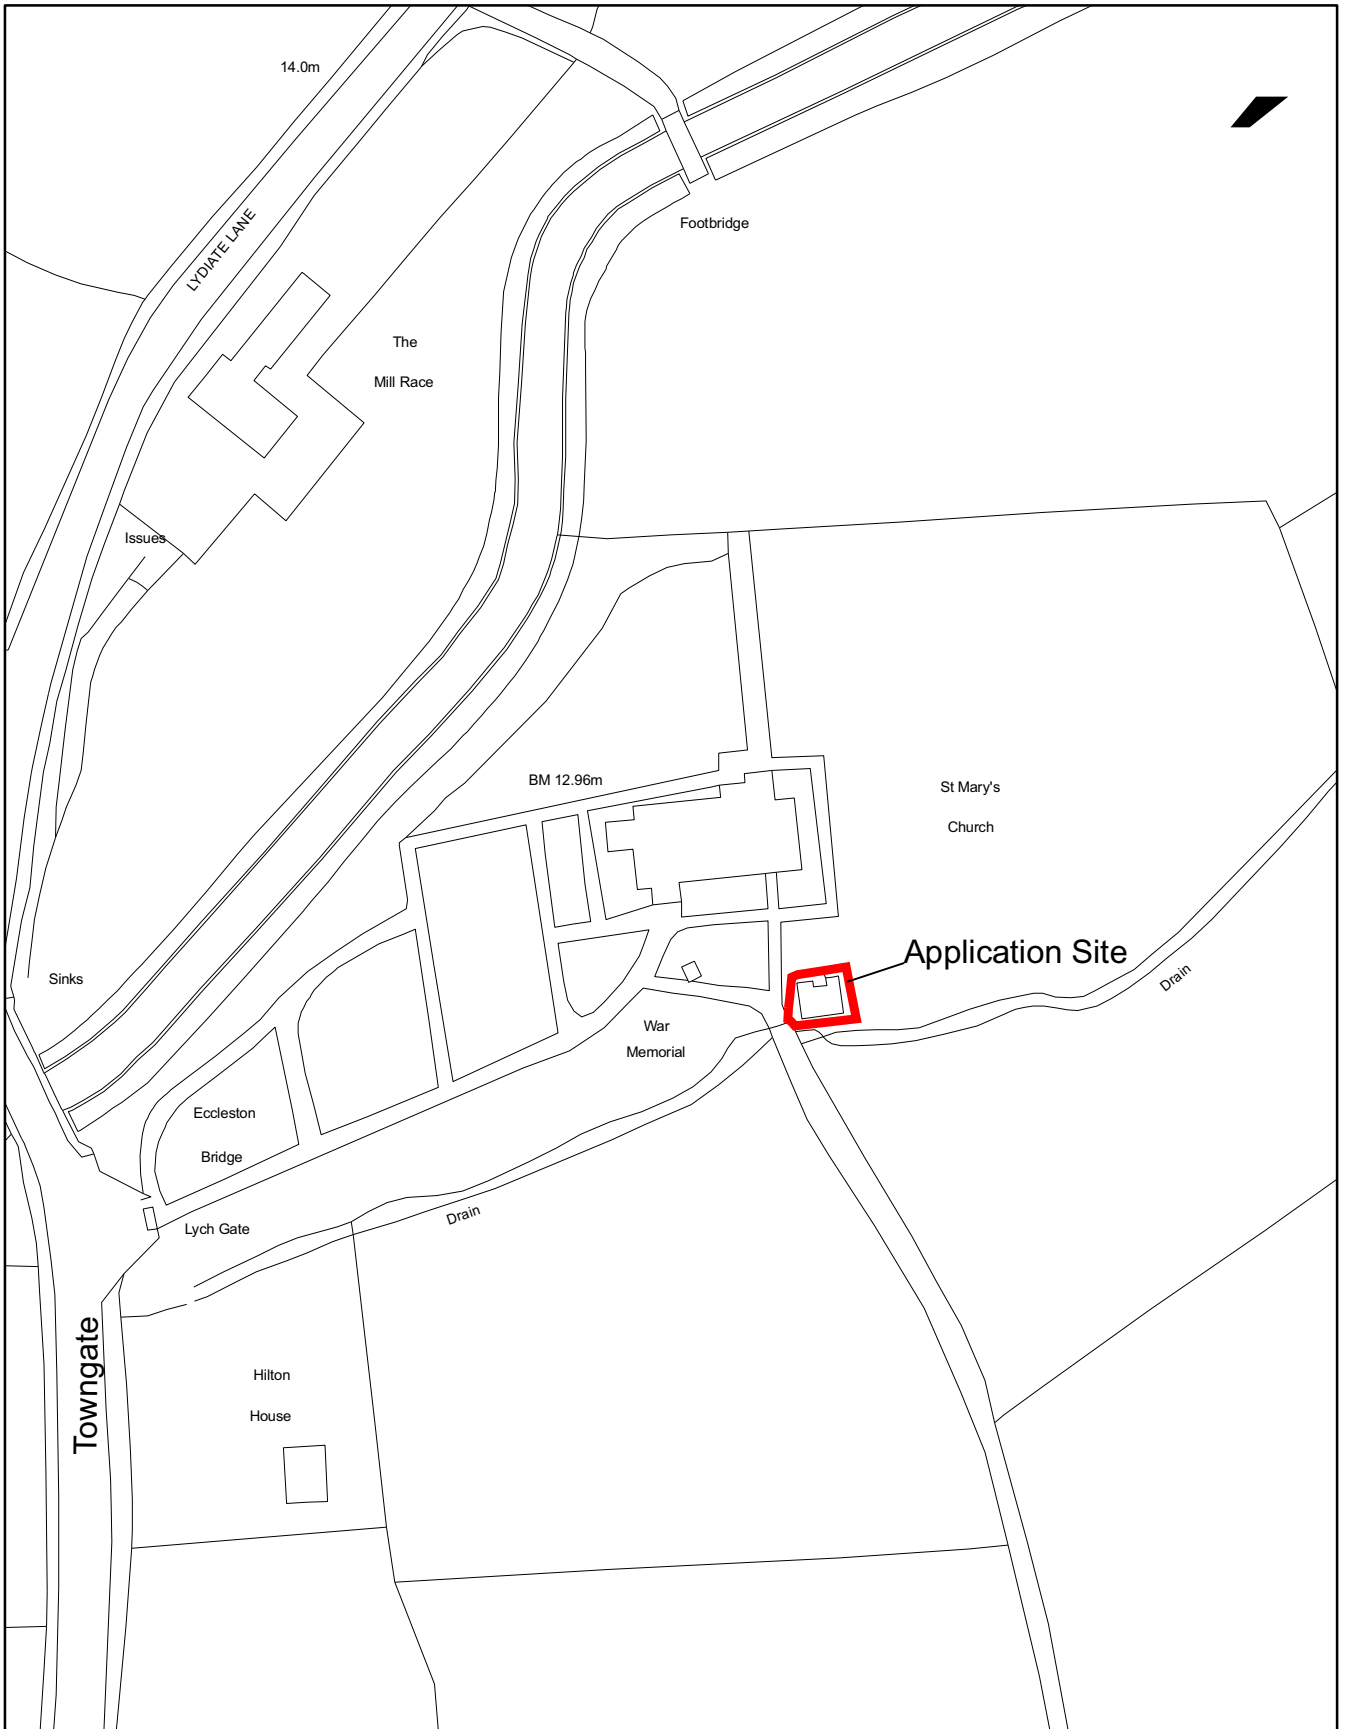 14.0m
LYDIATE LANE
Footbridge
The
Mill Race
Issues
BM 12.96m
St Mary's
Church
Application Site
Sinks
Drain
War
Memorial
Eccleston
Bridge
Lych Gate
Drain
Towngate
Hilton
House